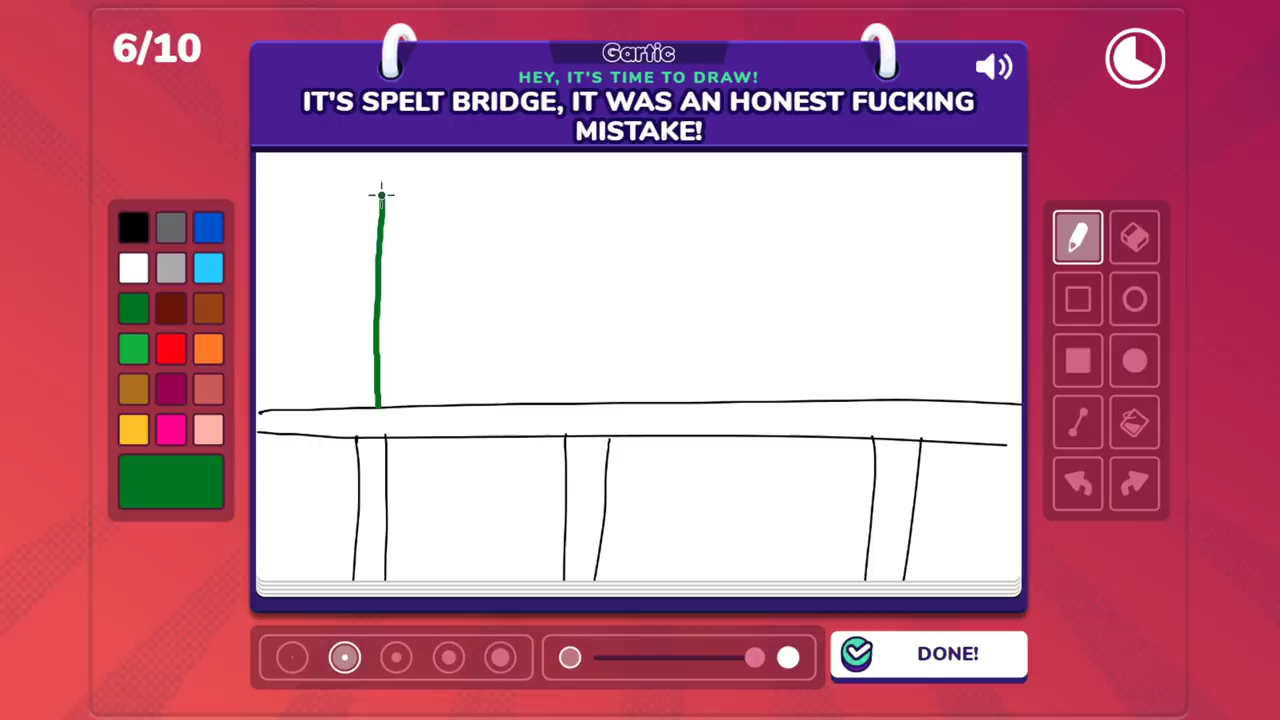 6/10
Gartic
HEY, IT'S TIME TO DRAW!
IT'S SPELT BRIDGE, IT WAS AN HONEST FUCKING
MISTAKE!
DONE!